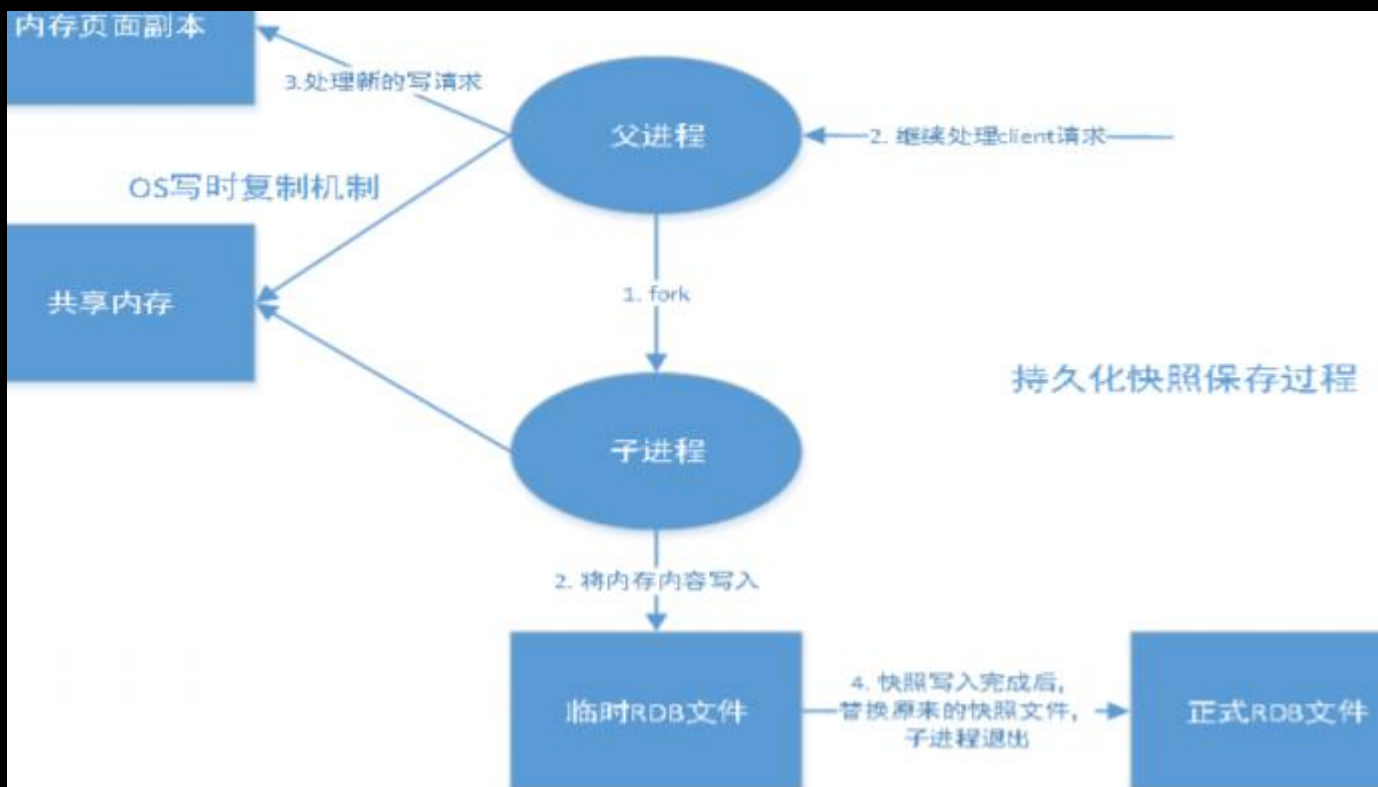 内存页面副本
3.处理新的写请求
父进程
2. 继续处理client请求
OS写时复制机制
共享内存
1. fork
持久化快照保存过程
子进程
2. 将内存内容写入
临时RDB文件
4. 快照写入完成后，
替换原来的快照文件，
子进程退出
正式RDB文件